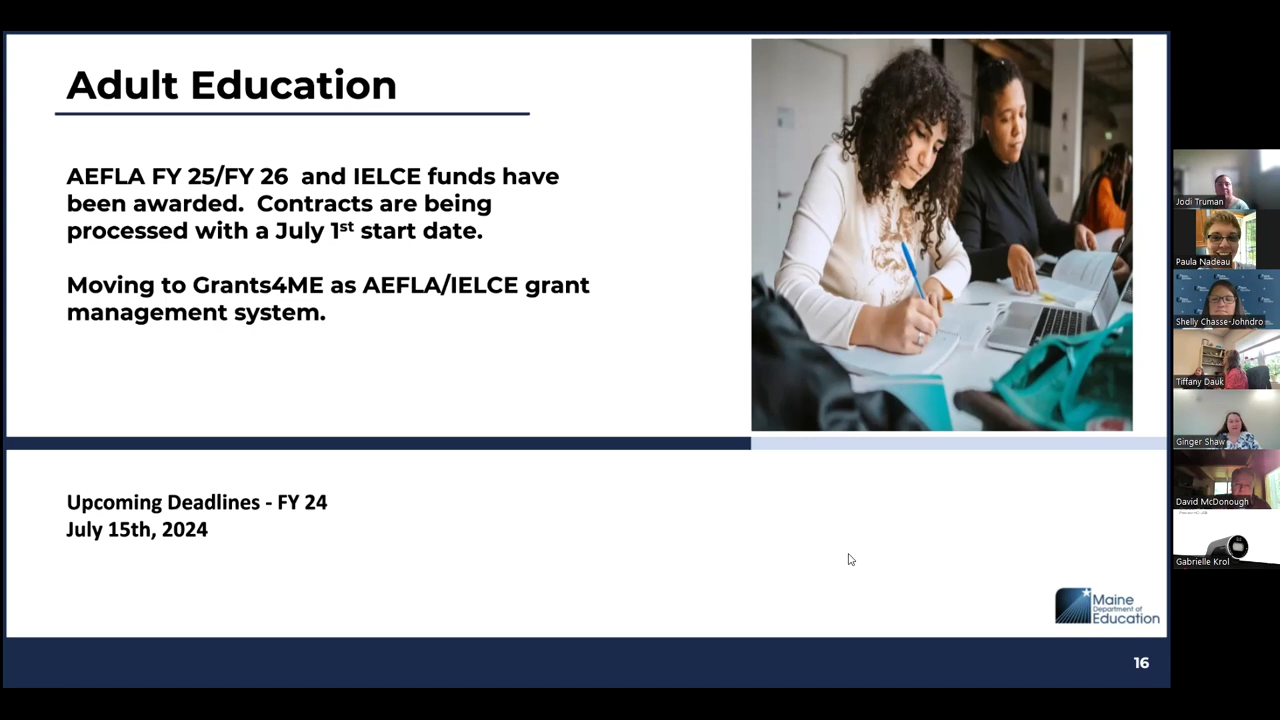 Adult Education
AEFLA FY 25/FY 26  and IELCE funds have
been awarded.  Contracts are being
processed with a July 1st start date.
Moving to Grants4ME as AEFLA/IELCE grant
management system.
Upcoming Deadlines - FY 24
July 15th, 2024
Maine
Department of
Education
16
Jodi Truman
Paula Nadeau
Shelly Chasse-Johndro
Tiffany Dauk
Ginger Shaw
David McDonough
Gabrielle Krol